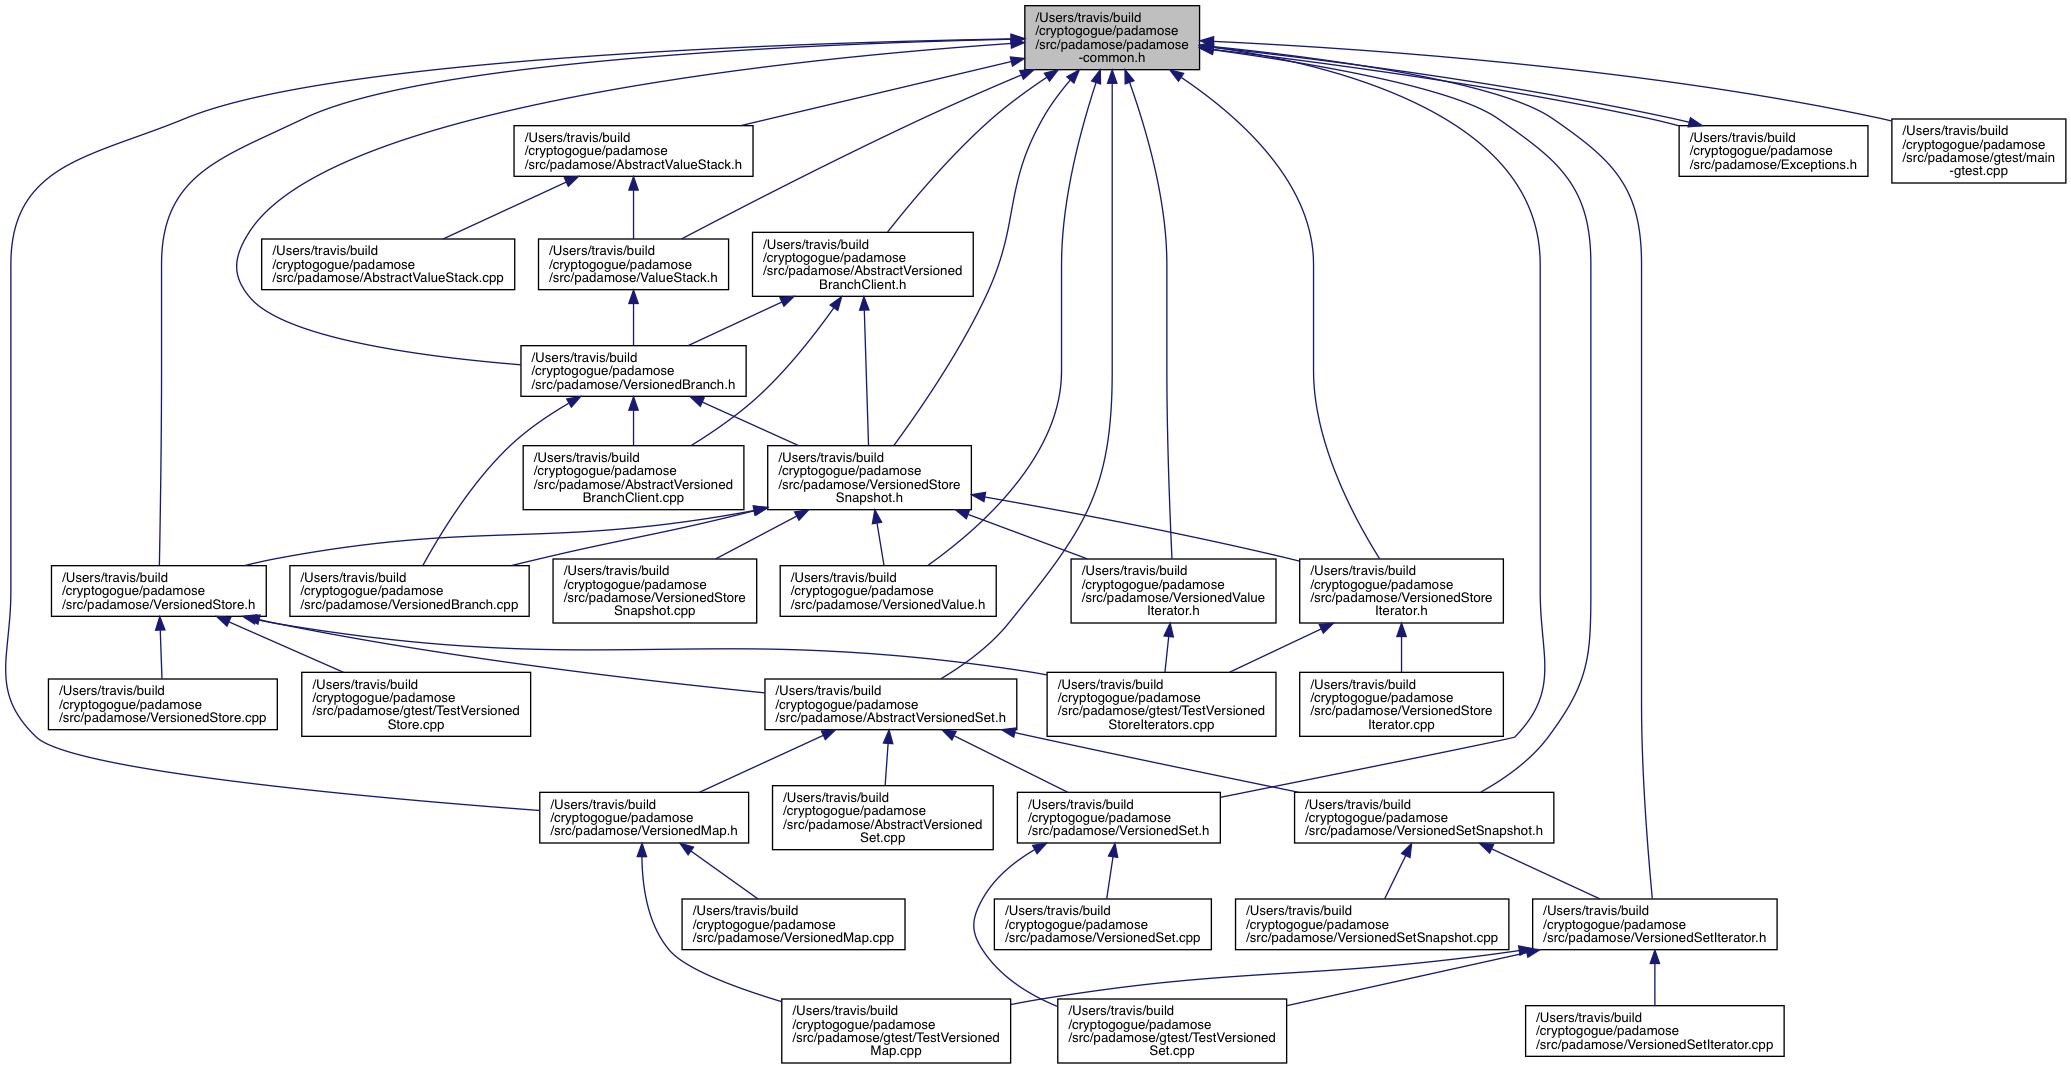 /Users/travis/build
/cryptogogue/padamose
/src/padamose/padamose
-common.h
/Users/travis/build
/cryptogogue/padamose
/src/padamose/AbstractValueStack.h
/Users/travis/build
/cryptogogue/padamose
/src/padamose/Exceptions.h
/Users/travis/build
/cryptogogue/padamose
/src/padamose/gtest/main
-gtest.cpp
/Users/travis/build
/cryptogogue/padamose
/src/padamose/AbstractValueStack.cpp
/Users/travis/build
/cryptogogue/padamose
/src/padamose/ValueStack.h
/Users/travis/build
/cryptogogue/padamose
/src/padamose/AbstractVersioned
BranchClient.h
/Users/travis/build
/cryptogogue/padamose
/src/padamose/VersionedBranch.h
/Users/travis/build
/cryptogogue/padamose
/src/padamose/AbstractVersioned
BranchClient.cpp
/Users/travis/build
/cryptogogue/padamose
/src/padamose/VersionedStore
Snapshot.h
/Users/travis/build
/cryptogogue/padamose
/src/padamose/VersionedStore.h
/Users/travis/build
/cryptogogue/padamose
/src/padamose/VersionedBranch.cpp
/Users/travis/build
/cryptogogue/padamose
/src/padamose/VersionedStore
Snapshot.cpp
/Users/travis/build
/cryptogogue/padamose
/src/padamose/VersionedValue.h
/Users/travis/build
/cryptogogue/padamose
/src/padamose/VersionedValue
Iterator.h
/Users/travis/build
/cryptogogue/padamose
/src/padamose/VersionedStore
Iterator.h
/Users/travis/build
/cryptogogue/padamose
/src/padamose/VersionedStore.cpp
/Users/travis/build
/cryptogogue/padamose
/src/padamose/gtest/TestVersioned
Store.cpp
/Users/travis/build
/cryptogogue/padamose
/src/padamose/AbstractVersionedSet.h
/Users/travis/build
/cryptogogue/padamose
/src/padamose/gtest/TestVersioned
StoreIterators.cpp
/Users/travis/build
/cryptogogue/padamose
/src/padamose/VersionedStore
Iterator.cpp
/Users/travis/build
/cryptogogue/padamose
/src/padamose/VersionedMap.h
/Users/travis/build
/cryptogogue/padamose
/src/padamose/AbstractVersioned
Set.cpp
/Users/travis/build
/cryptogogue/padamose
/src/padamose/VersionedSet.h
/Users/travis/build
/cryptogogue/padamose
/src/padamose/VersionedSetSnapshot.h
/Users/travis/build
/cryptogogue/padamose
/src/padamose/VersionedMap.cpp
/Users/travis/build
/cryptogogue/padamose
/src/padamose/VersionedSet.cpp
/Users/travis/build
/cryptogogue/padamose
/src/padamose/VersionedSetSnapshot.cpp
/Users/travis/build
/cryptogogue/padamose
/src/padamose/VersionedSetIterator.h
/Users/travis/build
/cryptogogue/padamose
/src/padamose/gtest/TestVersioned
Map.cpp
/Users/travis/build
/cryptogogue/padamose
/src/padamose/gtest/TestVersioned
Set.cpp
/Users/travis/build
/cryptogogue/padamose
/src/padamose/VersionedSetIterator.cpp